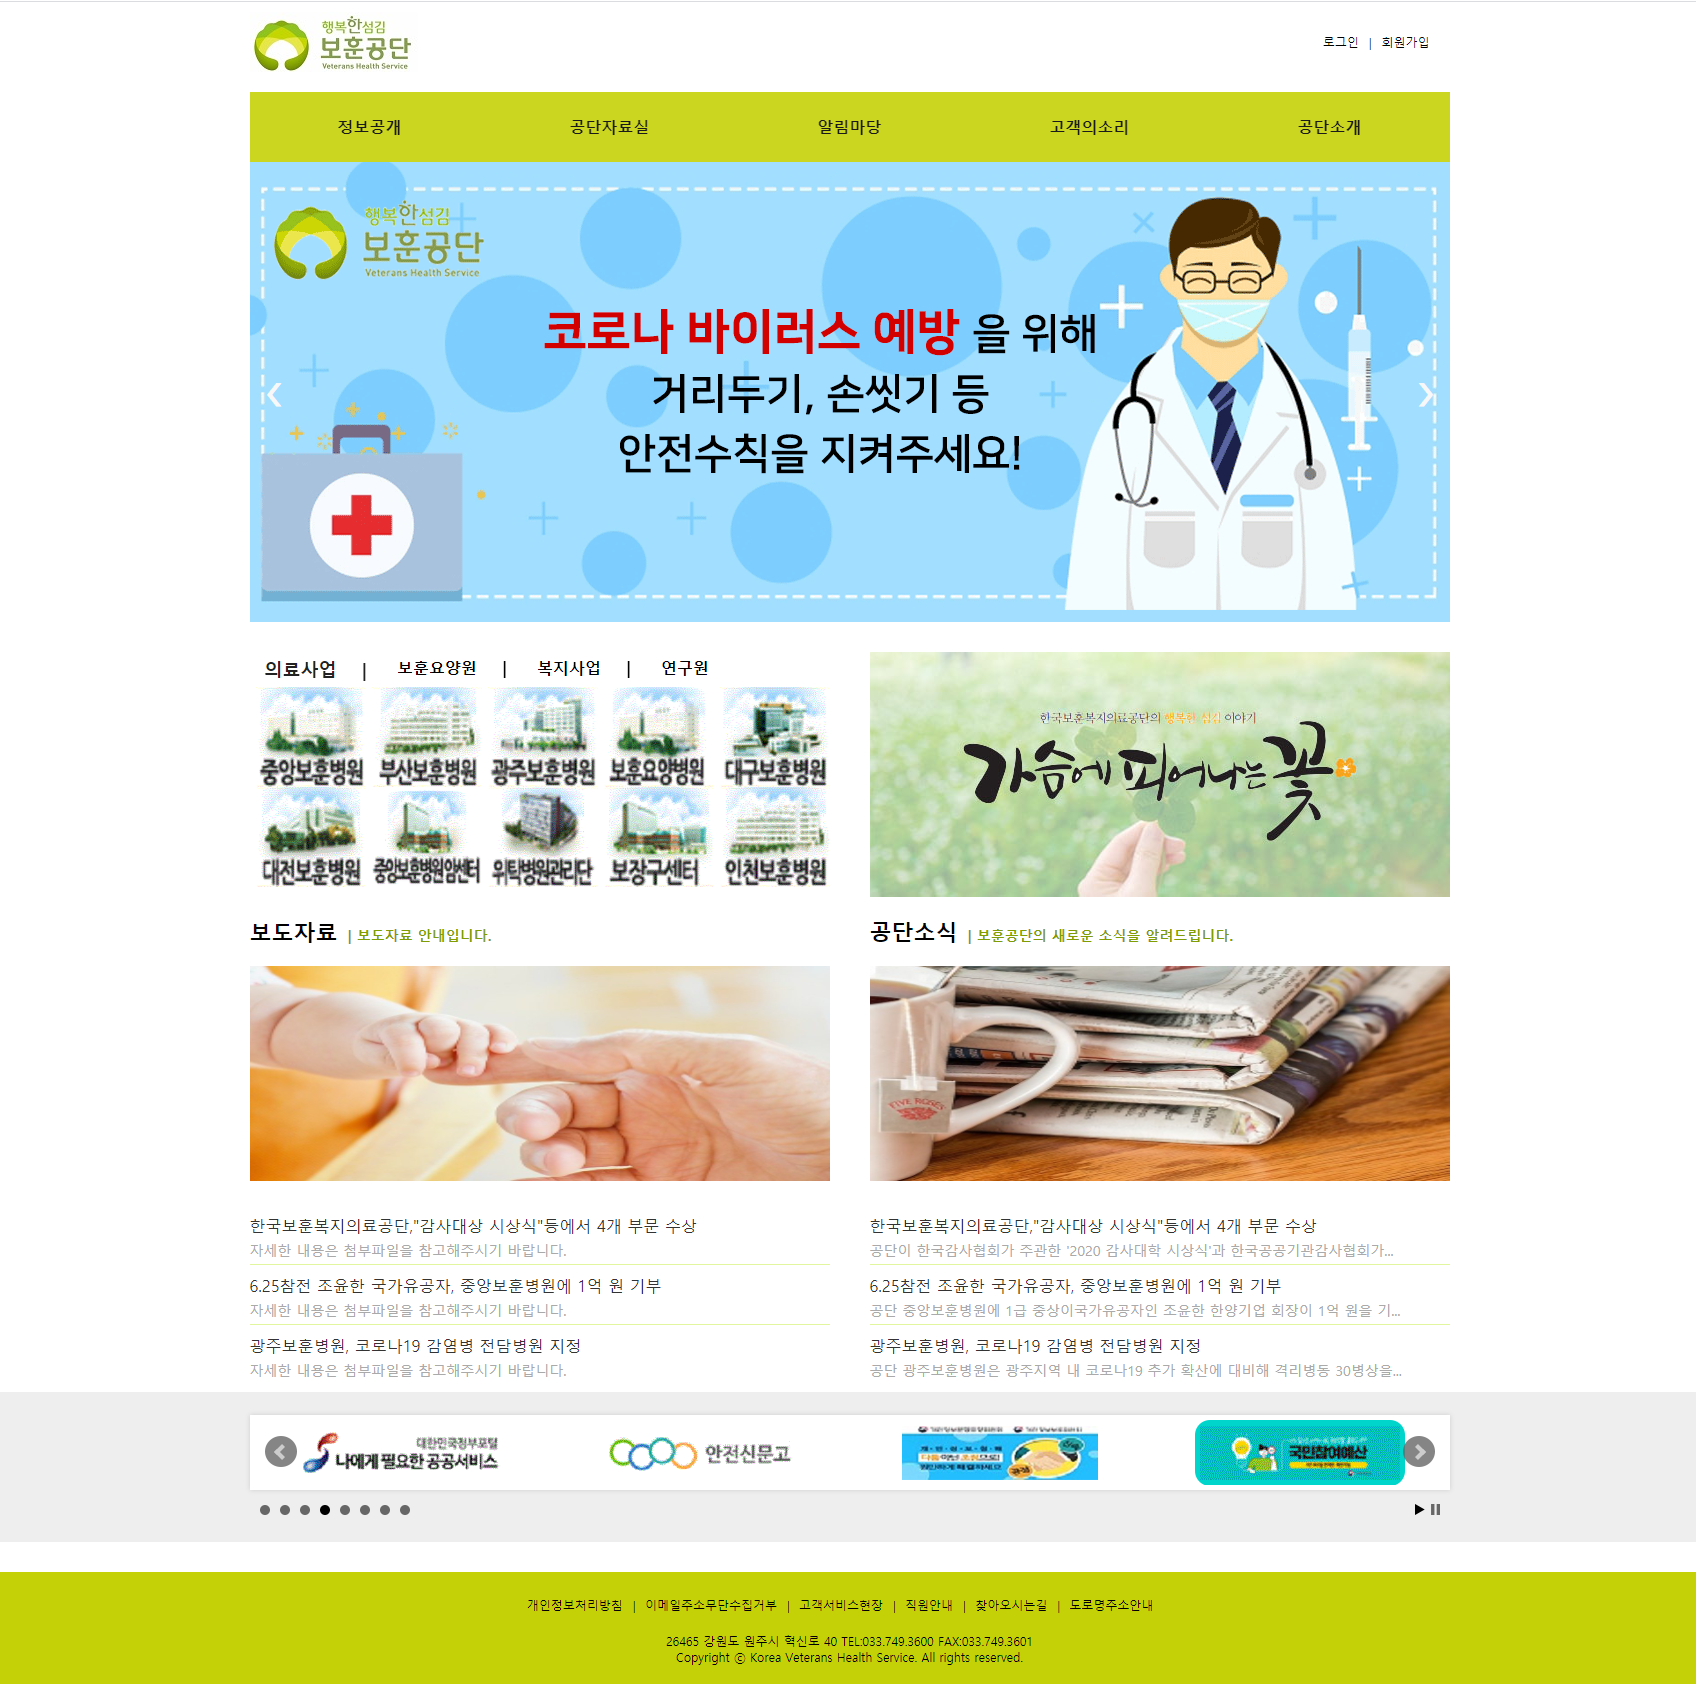 행복한섬김
보훈공단
Veterans Health Service
로그인 | 회원가입
정보공개 공단자료실 알림마당 고객의소리 공단소개
행복한섬김
보훈공단
Veterans Health Service
코로나 바이러스 예방 을 위해
거리두기, 손씻기 등
안전수칙을 지켜주세요!
의료사업 | 보훈요양원 | 복지사업 | 연구원
중앙보훈병원 부산보훈병원 광주보훈병원 보훈요양병원 대구보훈병원
대전보훈병원 중앙보훈병원암센터 위탁병원관리단 보장구센터 인천보훈병원
한국보훈복지의료공단의 행복한 섬김 이야기
가슴에 피어나는 꽃
보도자료 | 보도자료 안내입니다.
FIVE ROSES
한국보훈복지의료공단,"감사대상 시상식"등에서 4개 부문 수상
자세한 내용은 첨부파일을 참고해주시기 바랍니다.
6.25참전 조윤한 국가유공자, 중앙보훈병원에 1억 원 기부
자세한 내용은 첨부파일을 참고해주시기 바랍니다.
광주보훈병원, 코로나19 감염병 전담병원 지정
자세한 내용은 첨부파일을 참고해주시기 바랍니다.
공단소식 | 보훈공단의 새로운 소식을 알려드립니다.
한국보훈복지의료공단,"감사대상 시상식"등에서 4개 부문 수상
공단이 한국감사협회가 주관한 '2020 감사대학 시상식'과 한국공공기관감사협회가...
6.25참전 조윤한 국가유공자, 중앙보훈병원에 1억 원 기부
공단 중앙보훈병원에 1급 중상이국가유공자인 조윤한 한양기업 회장이 1억 원을 기...
광주보훈병원, 코로나19 감염병 전담병원 지정
공단 광주보훈병원은 광주지역 내 코로나19 추가 확산에 대비해 격리병동 30병상을...
대한민국정부포털
나에게 필요한 공공서비스
안전신문고
국민참여예산
개인정보처리방침 | 이메일주소무단수집거부 | 고객서비스헌장 | 직원안내 | 찾아오시는길 | 도로명주소안내
26465 강원도 원주시 혁신로 40 TEL:033.749.3600 FAX:033.749.3601
Copyright ⓒ Korea Veterans Health Service. All rights reserved.